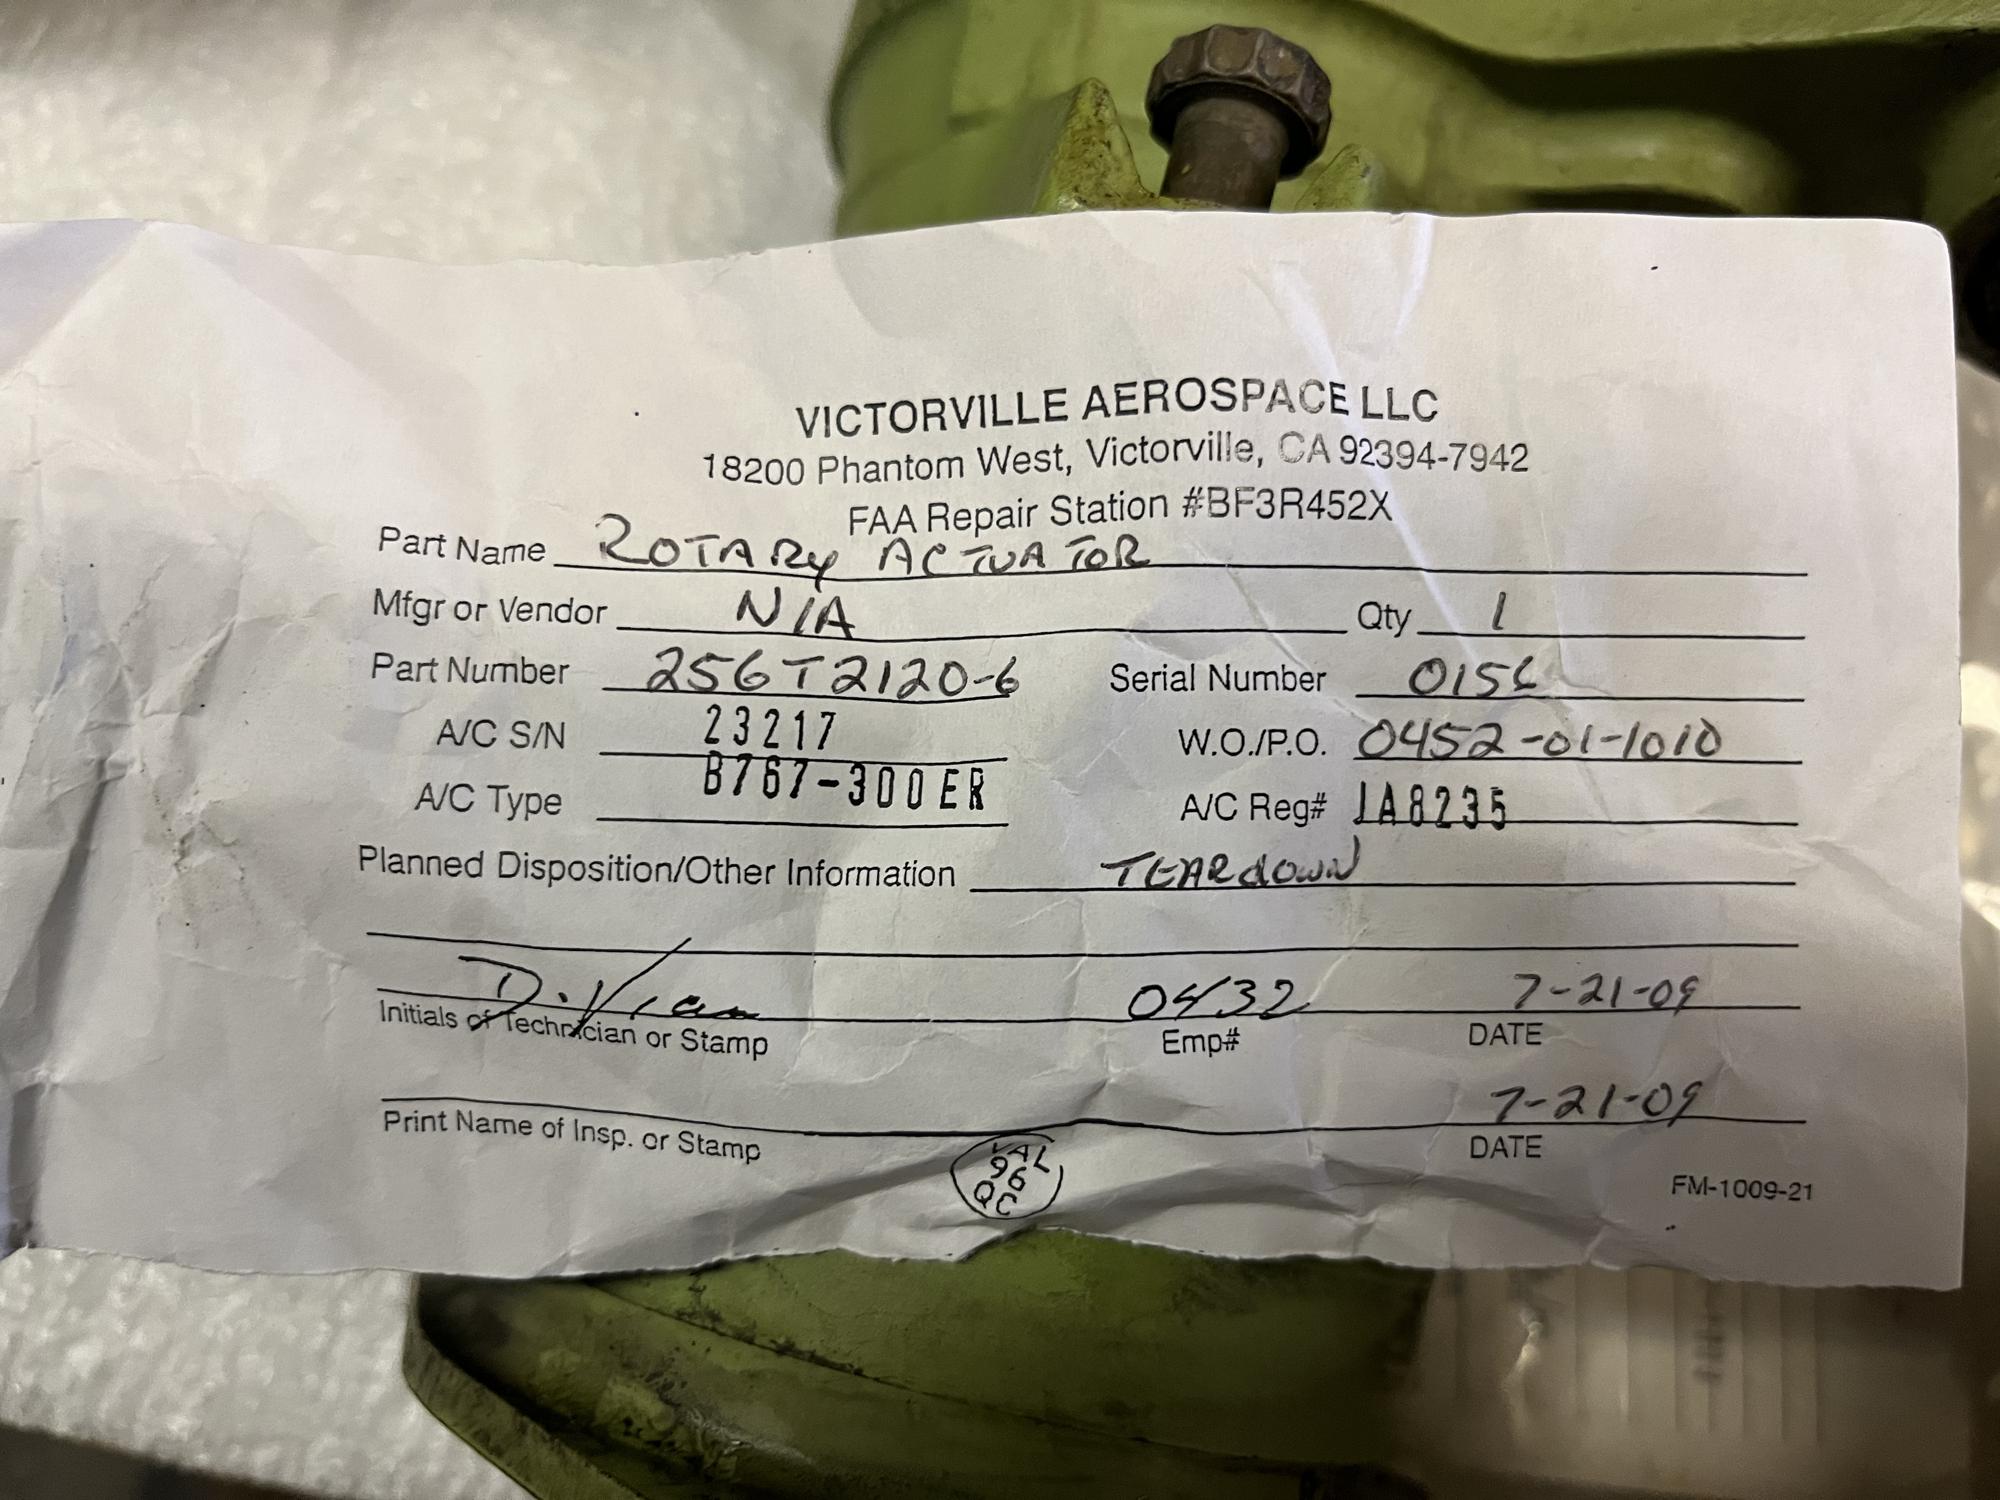 VICTORVILLE AEROSPACE LLC
18200 Phantom West, Victorville, CA 92394-7942
FAA Repair Station #BF3R452X
Part Name ROTARY ACTUATOR
Mfgr or Vendor N/A Qty 1
Part Number 256T2120-6 Serial Number 0156
A/C S/N 23217 W.O./P.O. 0452-01-1010
A/C Type B767-300ER A/C Reg# JA8235
Planned Disposition/Other Information TEARdOWN
0432 7-21-09
Initials of Technician or Stamp Emp# DATE
7-21-09
Print Name of Insp. or Stamp DATE
VAL
96
QC
FM-1009-21